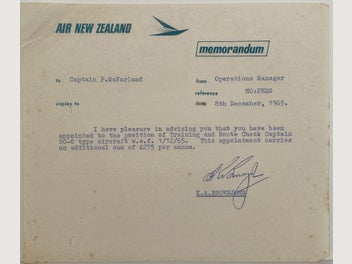 AIR NEW ZEALAND
memorandum
to Captain P.McFarland
from Operations Manager
reference HO:PERS
copies to
date 8th December, 1965.
I have pleasure in advising you that you have been
appointed to the position of Training and Route Check Captain
DC-8 type aircraft w.e.f. 1/12/65. This appointment carries
an additional sum of £275 per annum.